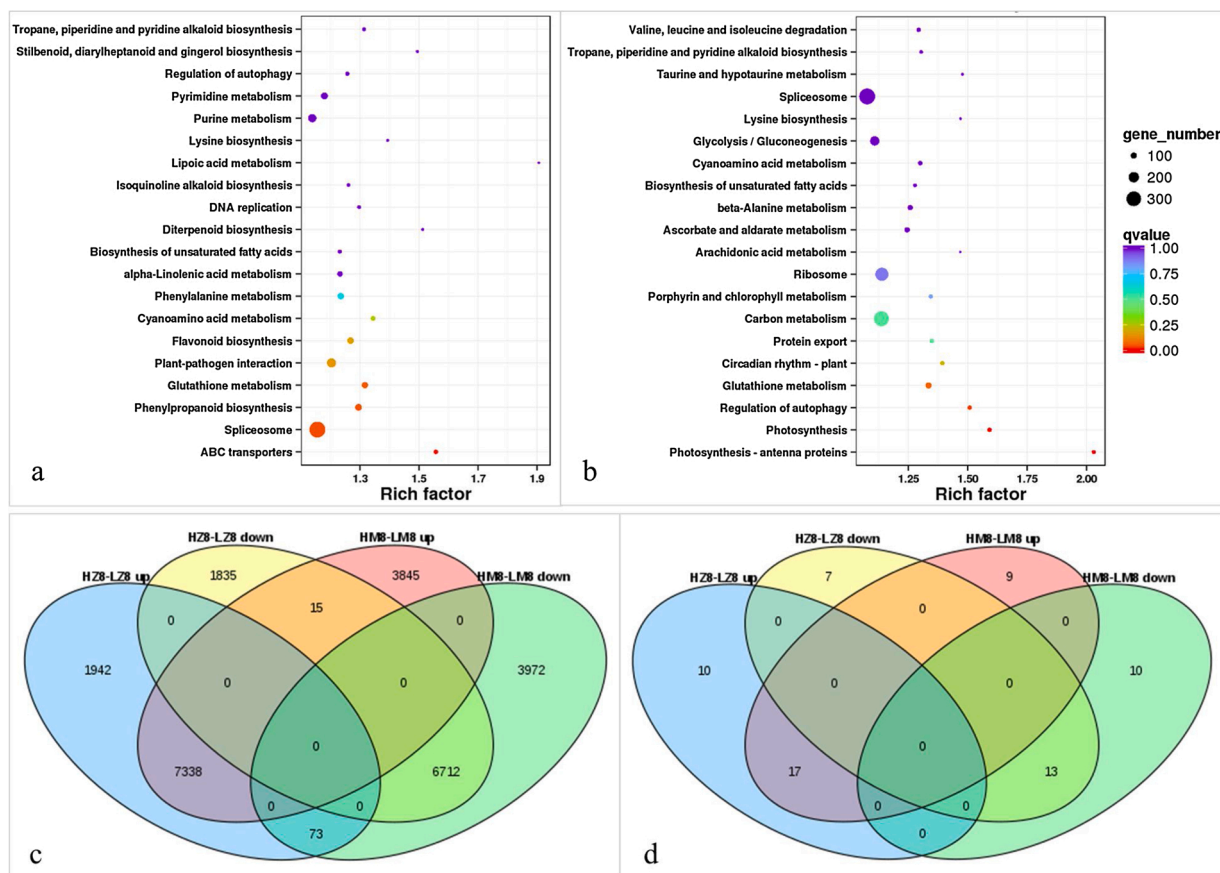 Tropane, piperidine and pyridine alkaloid biosynthesis
Stilbenoid, diarylheptanoid and gingerol biosynthesis
Regulation of autophagy
Pyrimidine metabolism
Purine metabolism
Lysine biosynthesis
Lipoic acid metabolism
Isoquinoline alkaloid biosynthesis
DNA replication
Diterpenoid biosynthesis
Biosynthesis of unsaturated fatty acids
alpha-Linolenic acid metabolism
Phenylalanine metabolism
Cyanoamino acid metabolism
Flavonoid biosynthesis
Plant-pathogen interaction
Glutathione metabolism
Phenylpropanoid biosynthesis
Spliceosome
ABC transporters
a
1.3 1.5 1.7 1.9
Rich factor
Valine, leucine and isoleucine degradation
Tropane, piperidine and pyridine alkaloid biosynthesis
Taurine and hypotaurine metabolism
Spliceosome
Lysine biosynthesis
Glycolysis / Gluconeogenesis
Cyanoamino acid metabolism
Biosynthesis of unsaturated fatty acids
beta-Alanine metabolism
Ascorbate and aldarate metabolism
Arachidonic acid metabolism
Ribosome
Porphyrin and chlorophyll metabolism
Carbon metabolism
Protein export
Circadian rhythm - plant
Glutathione metabolism
Regulation of autophagy
Photosynthesis
Photosynthesis - antenna proteins
b
1.25 1.50 1.75 2.00
Rich factor
gene_number
100
200
300
qvalue
1.00
0.75
0.50
0.25
0.00
HZ8-LZ8 down HM8-LM8 up
HZ8-LZ8 up HM8-LM8 down
1835 3845
15
0 0
1942 3972
0 0
0
7338 6712
0 0
73
c
HZ8-LZ8 down HM8-LM8 up
HZ8-LZ8 up HM8-LM8 down
7 9
0
0 0
10 10
0 0
0
17 13
0 0
0
d